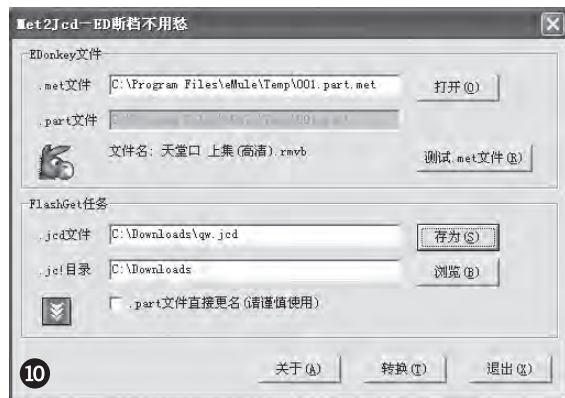 Met2Jcd－ED断档不用愁
EDonkey文件
.met文件 C:\Program Files\eMule\Temp\001.part.met 打开(O)
.part文件
文件名: 天堂口 上集(高清).rmvb 测试.met文件(R)
FlashGet任务
.jcd文件 C:\Downloads\qw.jcd 存为(S)
.jc!目录 C:\Downloads 浏览(B)
.part文件直接更名(请谨慎使用)
10 关于(A) 转换(T) 退出(X)